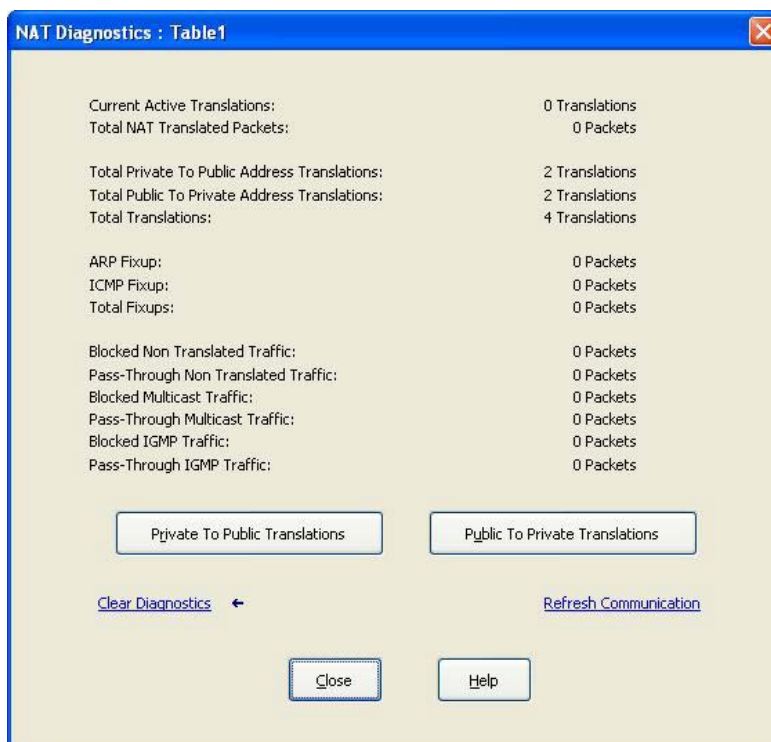 NAT Diagnostics : Table1
Current Active Translations: 0 Translations
Total NAT Translated Packets: 0 Packets
Total Private To Public Address Translations: 2 Translations
Total Public To Private Address Translations: 2 Translations
Total Translations: 4 Translations
ARP Fixup: 0 Packets
ICMP Fixup: 0 Packets
Total Fixups: 0 Packets
Blocked Non Translated Traffic: 0 Packets
Pass-Through Non Translated Traffic: 0 Packets
Blocked Multicast Traffic: 0 Packets
Pass-Through Multicast Traffic: 0 Packets
Blocked IGMP Traffic: 0 Packets
Pass-Through IGMP Traffic: 0 Packets
Private To Public Translations Public To Private Translations
Clear Diagnostics ← Refresh Communication
Close Help